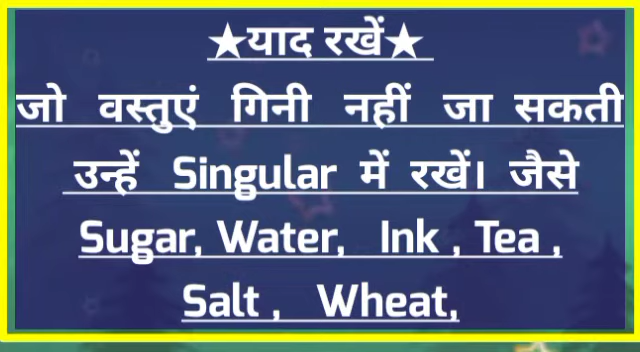 ★याद रखें★
जो वस्तुएं गिनी नहीं जा सकती
उन्हें Singular में रखें। जैसे
Sugar, Water, Ink , Tea ,
Salt , Wheat,